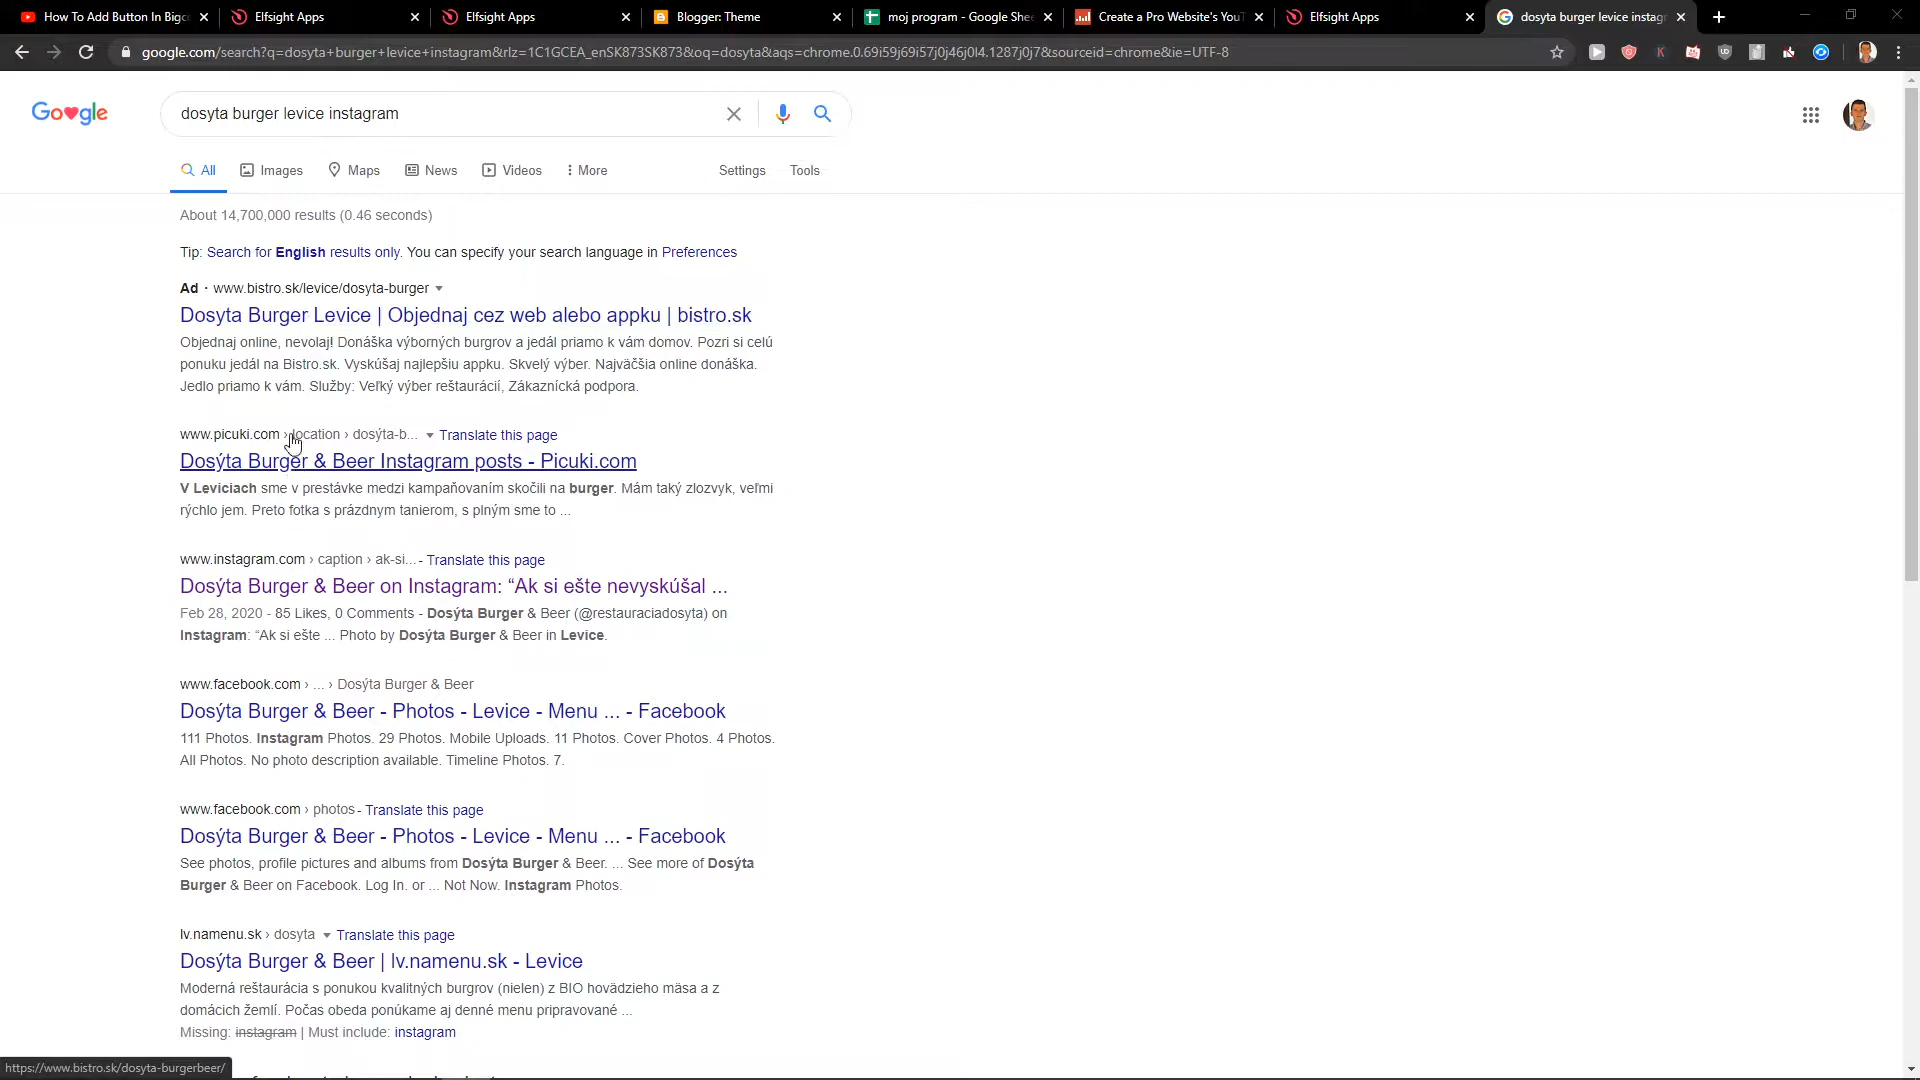 How To Add Button In Bigc
Elfsight Apps
Elfsight Apps
Blogger: Theme
moj program - Google She
Create a Pro Website's YouT
Elfsight Apps
dosyta burger levice instagr
google.com/search?q=dosyta+burger+levice+instagram&rlz=1C1GCEA_enSK873SK873&oq=dosyta&aqs=chrome.0.69i59j69i57j0j46j0l4.1287j0j7&sourceid=chrome&ie=UTF-8
Google
dosyta burger levice instagram
All
Images
Maps
News
Videos
More
Settings
Tools
About 14,700,000 results (0.46 seconds)
Tip: Search for English results only. You can specify your search language in Preferences
Ad · www.bistro.sk/levice/dosyta-burger
Dosyta Burger Levice | Objednaj cez web alebo appku | bistro.sk
Objednaj online, nevolaj! Donáška výborných burgrov a jedál priamo k vám domov. Pozri si celú
ponuku jedál na Bistro.sk. Vyskúšaj najlepšiu appku. Skvelý výber. Najväčšia online donáška.
Jedlo priamo k vám. Služby: Veľký výber reštaurácií, Zákaznícká podpora.
www.picuki.com › location › dosýta-b... Translate this page
Dosýta Burger & Beer Instagram posts - Picuki.com
V Leviciach sme v prestávke medzi kampaňovaním skočili na burger. Mám taký zlozvyk, veľmi
rýchlo jem. Preto fotka s prázdnym tanierom, s plným sme to ...
www.instagram.com › caption › ak-si... - Translate this page
Dosýta Burger & Beer on Instagram: “Ak si ešte nevyskúšal ...
Feb 28, 2020 - 85 Likes, 0 Comments - Dosýta Burger & Beer (@restauraciadosyta) on
Instagram: “Ak si ešte ... Photo by Dosýta Burger & Beer in Levice.
www.facebook.com › ... › Dosýta Burger & Beer
Dosýta Burger & Beer - Photos - Levice - Menu ... - Facebook
111 Photos. Instagram Photos. 29 Photos. Mobile Uploads. 11 Photos. Cover Photos. 4 Photos.
All Photos. No photo description available. Timeline Photos. 7.
www.facebook.com › photos - Translate this page
Dosýta Burger & Beer - Photos - Levice - Menu ... - Facebook
See photos, profile pictures and albums from Dosýta Burger & Beer. ... See more of Dosýta
Burger & Beer on Facebook. Log In. or ... Not Now. Instagram Photos.
lv.namenu.sk › dosyta Translate this page
Dosýta Burger & Beer | lv.namenu.sk - Levice
Moderná reštaurácia s ponukou kvalitných burgrov (nielen) z BIO hovädzieho mäsa a z
domácich žemlí. Počas obeda ponúkame aj denné menu pripravované ...
Missing: instagram | Must include: instagram
https://www.bistro.sk/dosyta-burgerbeer/